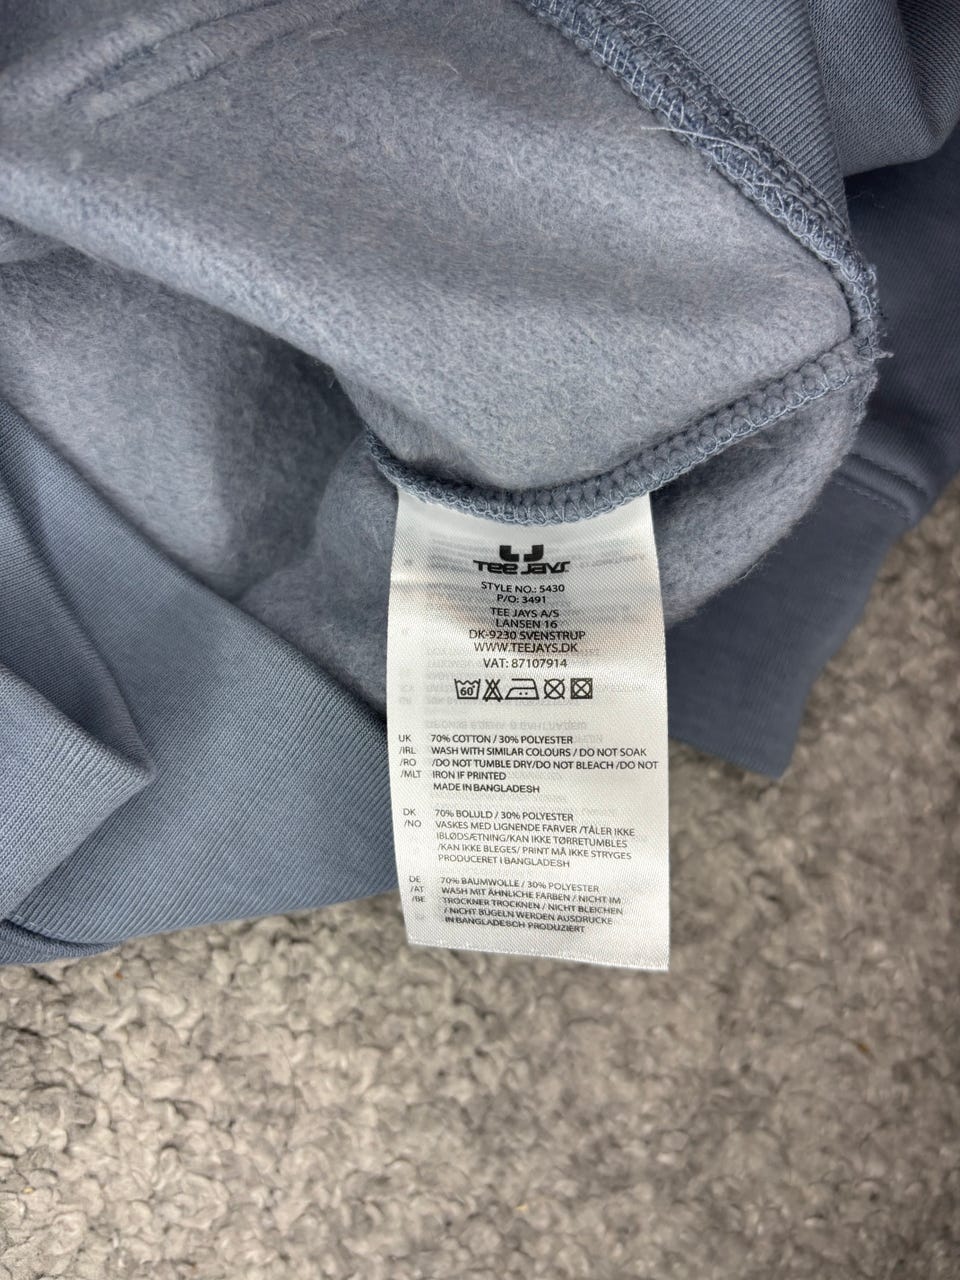 TEE JAYS
STYLE NO.: 5430
P/O: 3491
TEE JAYS A/S
LANSEN 16
DK-9230 SVENSTRUP
WWW.TEEJAYS.DK
VAT: 87107914
60
UK 70% COTTON / 30% POLYESTER
/IRL WASH WITH SIMILAR COLOURS / DO NOT SOAK
/RO /DO NOT TUMBLE DRY/DO NOT BLEACH /DO NOT
/MLT IRON IF PRINTED
MADE IN BANGLADESH
DK 70% BOLULD / 30% POLYESTER
/NO VASKES MED LIGNENDE FARVER /TÅLER IKKE
IBLØDSÆTNING/KAN IKKE TØRRETUMBLES
/KAN IKKE BLEGES/ PRINT MÅ IKKE STRYGES
PRODUCERET I BANGLADESH
DE 70% BAUMWOLLE / 30% POLYESTER
/AT WASH MIT ÄHNLICHE FARBEN / NICHT IM
/BE TROCKNER TROCKNEN / NICHT BLEICHEN
/ NICHT BÜGELN WERDEN AUSDRUCKE
IN BANGLADESCH PRODUZIERT